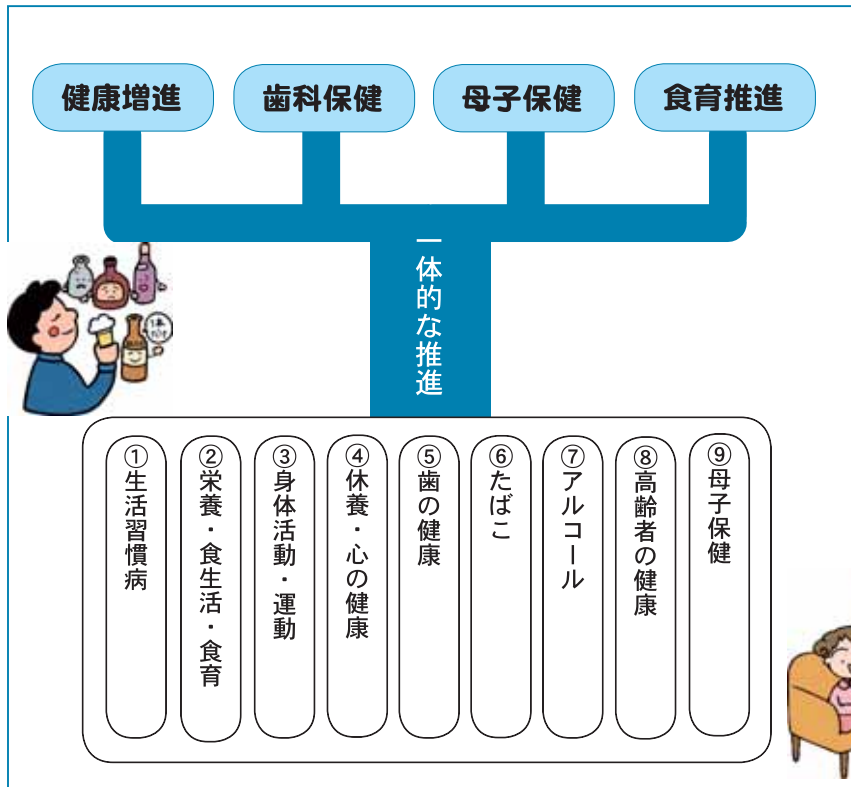 健康増進
歯科保健
母子保健
食育推進
一体的な推進
①生活習慣病
②栄養・食生活・食育
③身体活動・運動
④休養・心の健康
⑤歯の健康
⑥たばこ
⑦アルコール
⑧高齢者の健康
⑨母子保健